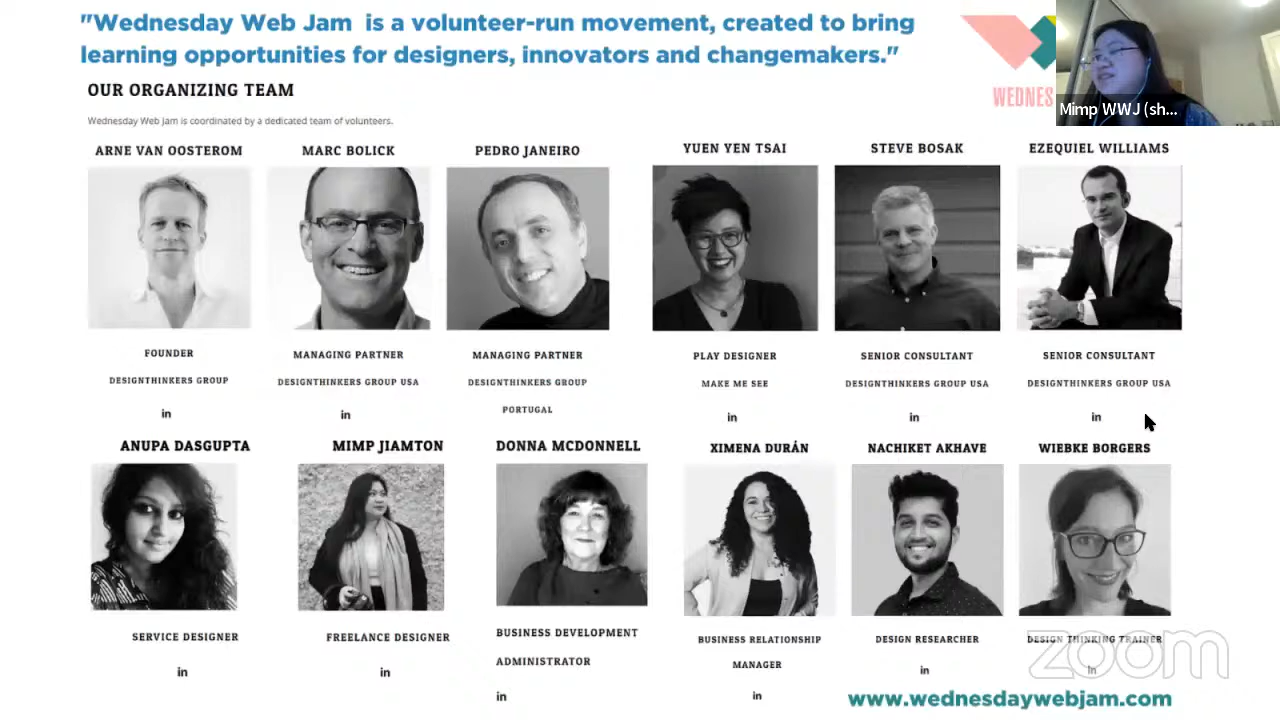 "Wednesday Web Jam is a volunteer-run movement, created to bring
learning opportunities for designers, innovators and changemakers."
OUR ORGANIZING TEAM
Wednesday Web Jam is coordinated by a dedicated team of volunteers.
WEDNES
Mimp WWJ (sh...
ARNE VAN OOSTEROM
MARC BOLICK
PEDRO JANEIRO
YUEN YEN TSAI
STEVE BOSAK
EZEQUIEL WILLIAMS
FOUNDER
MANAGING PARTNER
MANAGING PARTNER
PLAY DESIGNER
SENIOR CONSULTANT
SENIOR CONSULTANT
DESIGNTHINKERS GROUP
DESIGNTHINKERS GROUP USA
DESIGNTHINKERS GROUP
PORTUGAL
MAKE ME SEE
DESIGNTHINKERS GROUP USA
DESIGNTHINKERS GROUP USA
in
in
in
in
in
ANUPA DASGUPTA
MIMP JIAMTON
DONNA MCDONNELL
XIMENA DURÁN
NACHIKET AKHAVE
WIEBKE BORGERS
SERVICE DESIGNER
FREELANCE DESIGNER
BUSINESS DEVELOPMENT
ADMINISTRATOR
BUSINESS RELATIONSHIP
MANAGER
DESIGN RESEARCHER
DESIGN THINKING TRAINER
in
in
in
in
in
in
zoom
www.wednesdaywebjam.com